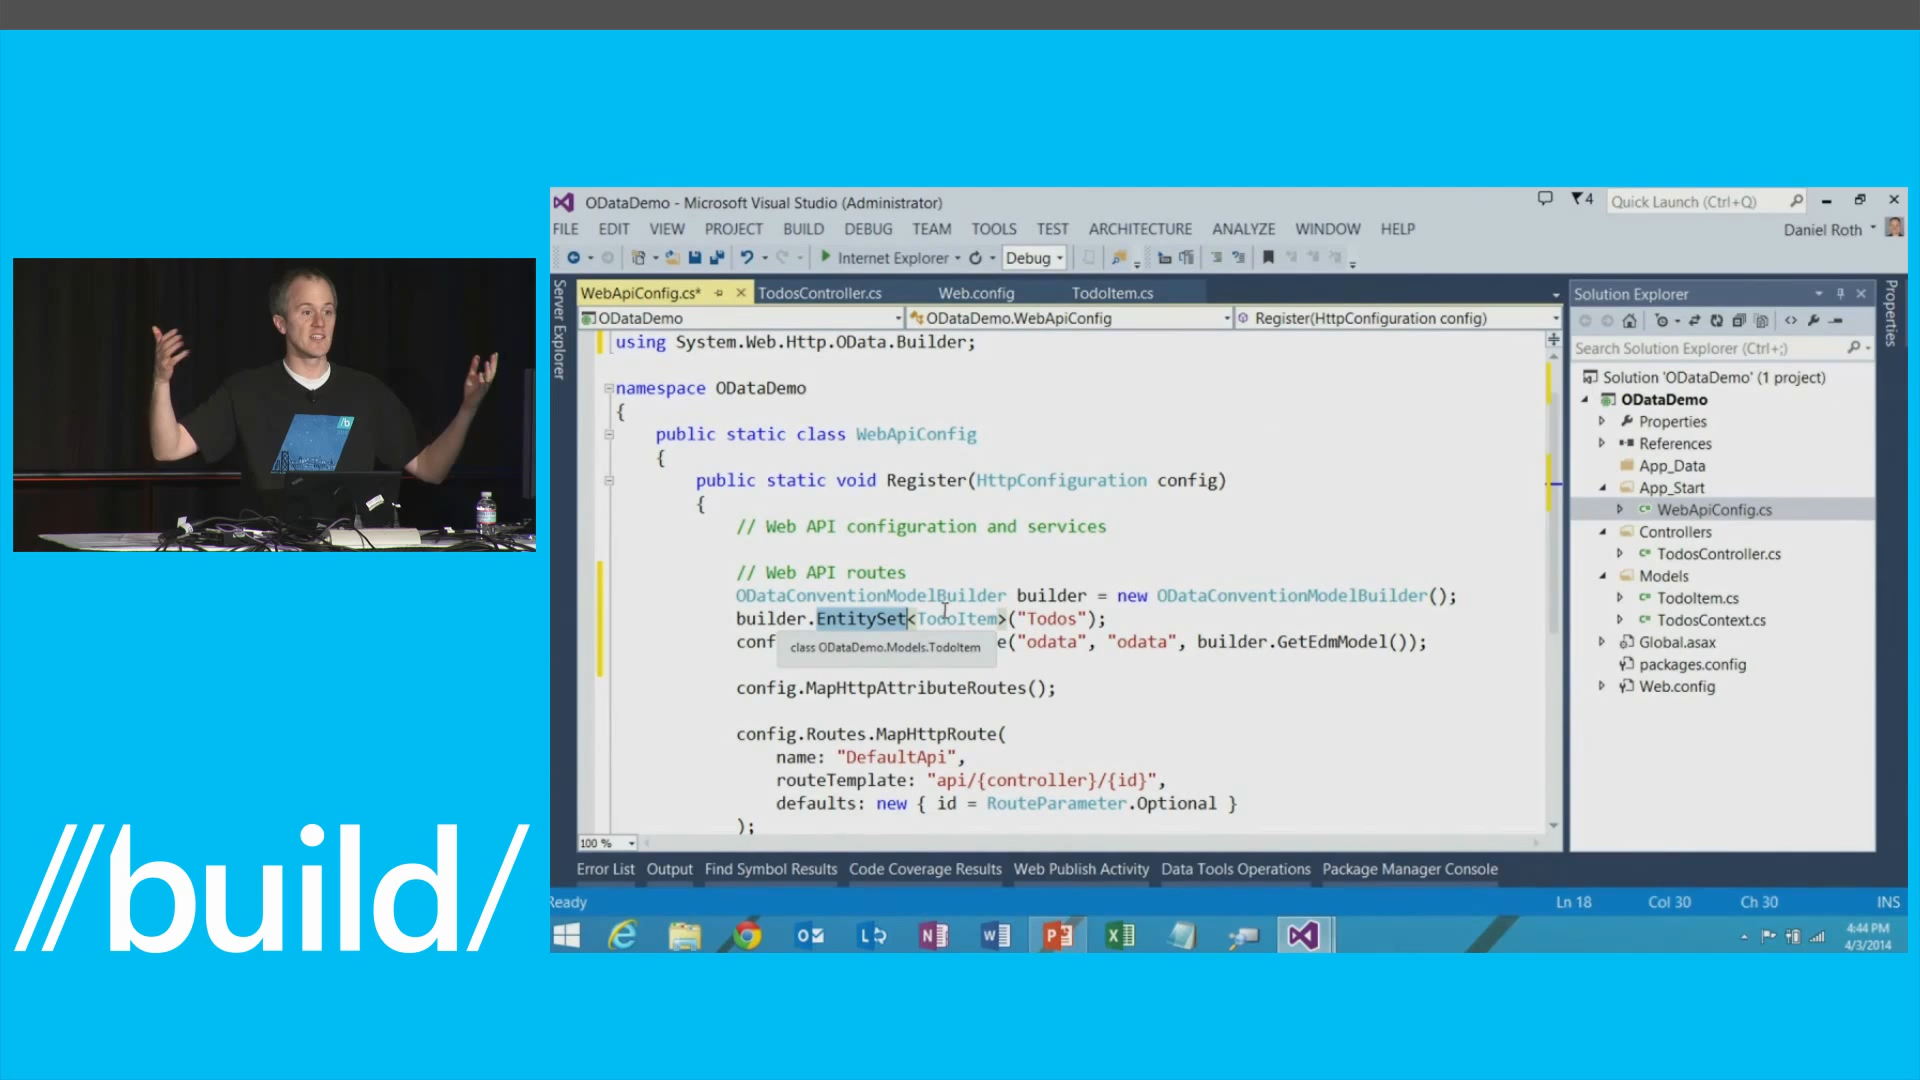 ODataDemo - Microsoft Visual Studio (Administrator)
4
Quick Launch (Ctrl+Q)
FILE EDIT VIEW PROJECT BUILD DEBUG TEAM TOOLS TEST ARCHITECTURE ANALYZE WINDOW HELP
Daniel Roth
Internet Explorer Debug
Server Explorer
WebApiConfig.cs* TodosController.cs Web.config TodoItem.cs
ODataDemo ODataDemo.WebApiConfig Register(HttpConfiguration config)
using System.Web.Http.OData.Builder;
namespace ODataDemo
{
public static class WebApiConfig
{
public static void Register(HttpConfiguration config)
{
// Web API configuration and services
// Web API routes
ODataConventionModelBuilder builder = new ODataConventionModelBuilder();
builder.EntitySet<TodoItem>("Todos");
conf e("odata", "odata", builder.GetEdmModel());
class ODataDemo.Models.TodoItem
config.MapHttpAttributeRoutes();
config.Routes.MapHttpRoute(
name: "DefaultApi",
routeTemplate: "api/{controller}/{id}",
defaults: new { id = RouteParameter.Optional }
);
100 %
Solution Explorer
Search Solution Explorer (Ctrl+;)
Solution 'ODataDemo' (1 project)
ODataDemo
Properties
References
App_Data
App_Start
WebApiConfig.cs
Controllers
TodosController.cs
Models
TodoItem.cs
TodosContext.cs
Global.asax
packages.config
Web.config
Properties
Error List Output Find Symbol Results Code Coverage Results Web Publish Activity Data Tools Operations Package Manager Console
Ready Ln 18 Col 30 Ch 30 INS
4:44 PM
4/3/2014
//build/